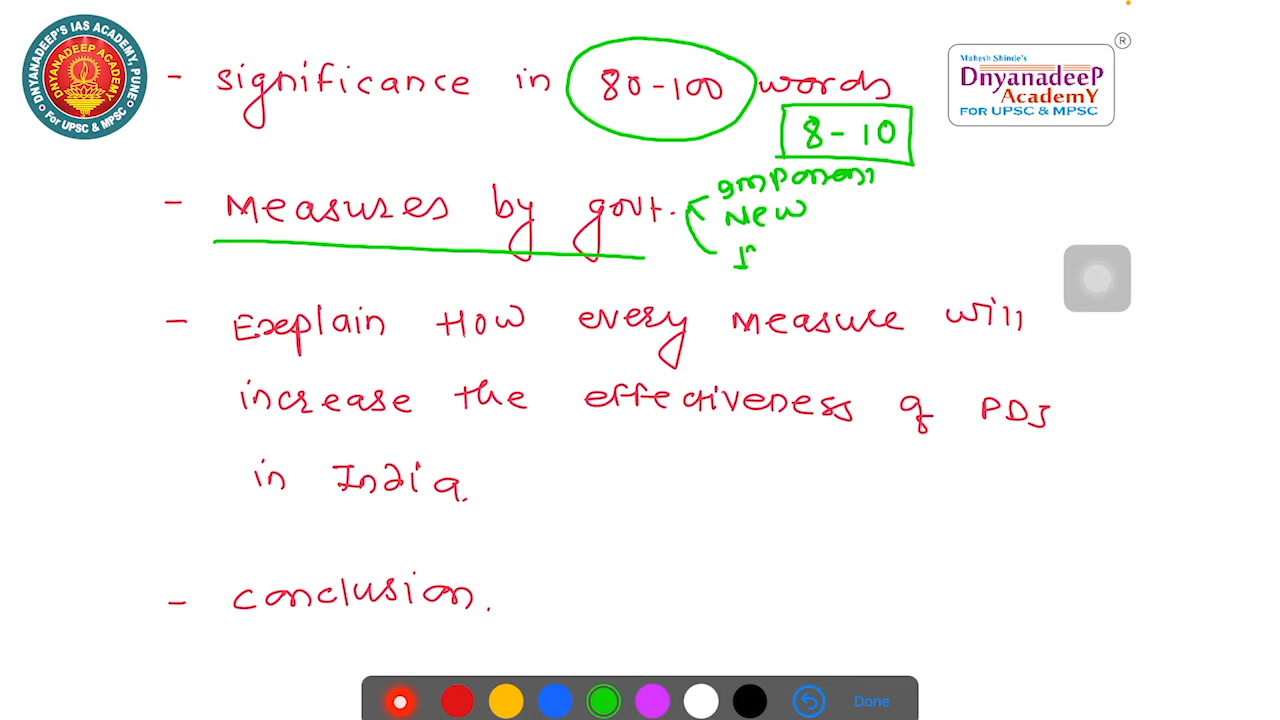 DNYANADEEP'S IAS ACADEMY, PUNE.
DNYANADEEP ACADEMY
For UPSC & MPSC
Mahesh Shinde's
DnyanadeeP
AcademY
FOR UPSC & MPSC
®
- significance in 80-100 words
8-10
- Measures by govt.
New
I
- Explain How every measure will
increase the effectiveness of PDS
in India.
- conclusion.
Done